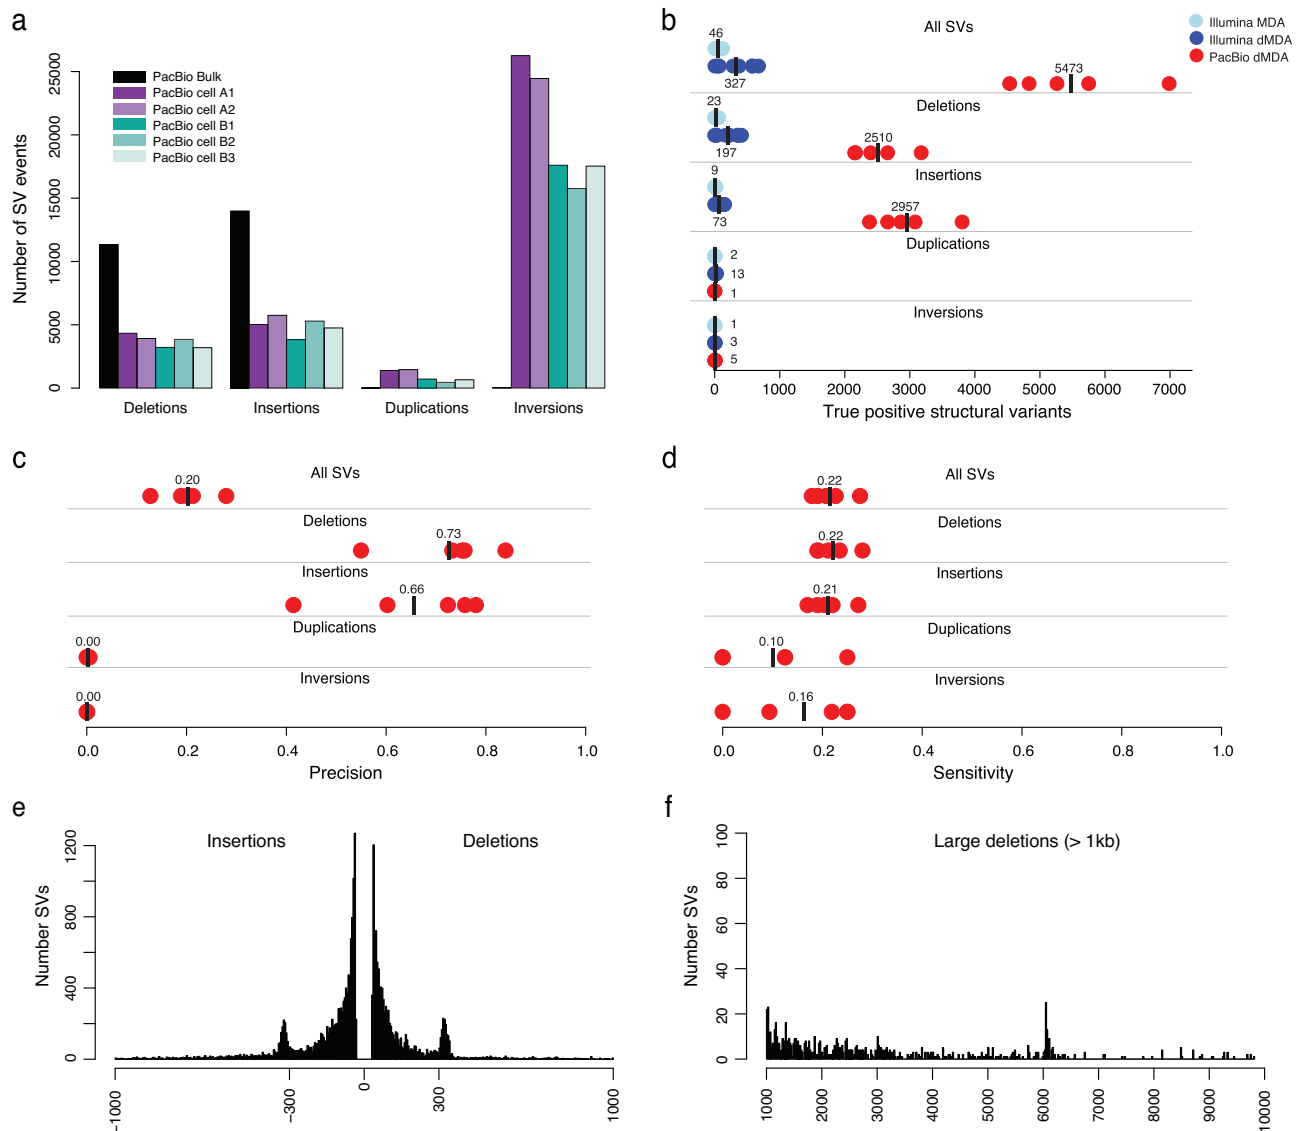 a
Number of SV events
25000
20000
15000
10000
5000
0
PacBio Bulk
PacBio cell A1
PacBio cell A2
PacBio cell B1
PacBio cell B2
PacBio cell B3
Deletions Insertions Duplications Inversions
b
Illumina MDA
Illumina dMDA
PacBio dMDA
All SVs
46
327
5473
Deletions
23
197
2510
Insertions
9
73
2957
Duplications
2
13
1
Inversions
1
3
5
0 1000 2000 3000 4000 5000 6000 7000
True positive structural variants
c
All SVs
0.20
Deletions
0.73
Insertions
0.66
Duplications
0.00
Inversions
0.00
0.0 0.2 0.4 0.6 0.8 1.0
Precision
d
All SVs
0.22
Deletions
0.22
Insertions
0.21
Duplications
0.10
Inversions
0.16
0.0 0.2 0.4 0.6 0.8 1.0
Sensitivity
e
Insertions Deletions
Number SVs
1200
800
400
0
−1000 −300 0 300 1000
f
Large deletions (> 1kb)
Number SVs
100
80
60
40
20
0
1000 2000 3000 4000 5000 6000 7000 8000 9000 10000